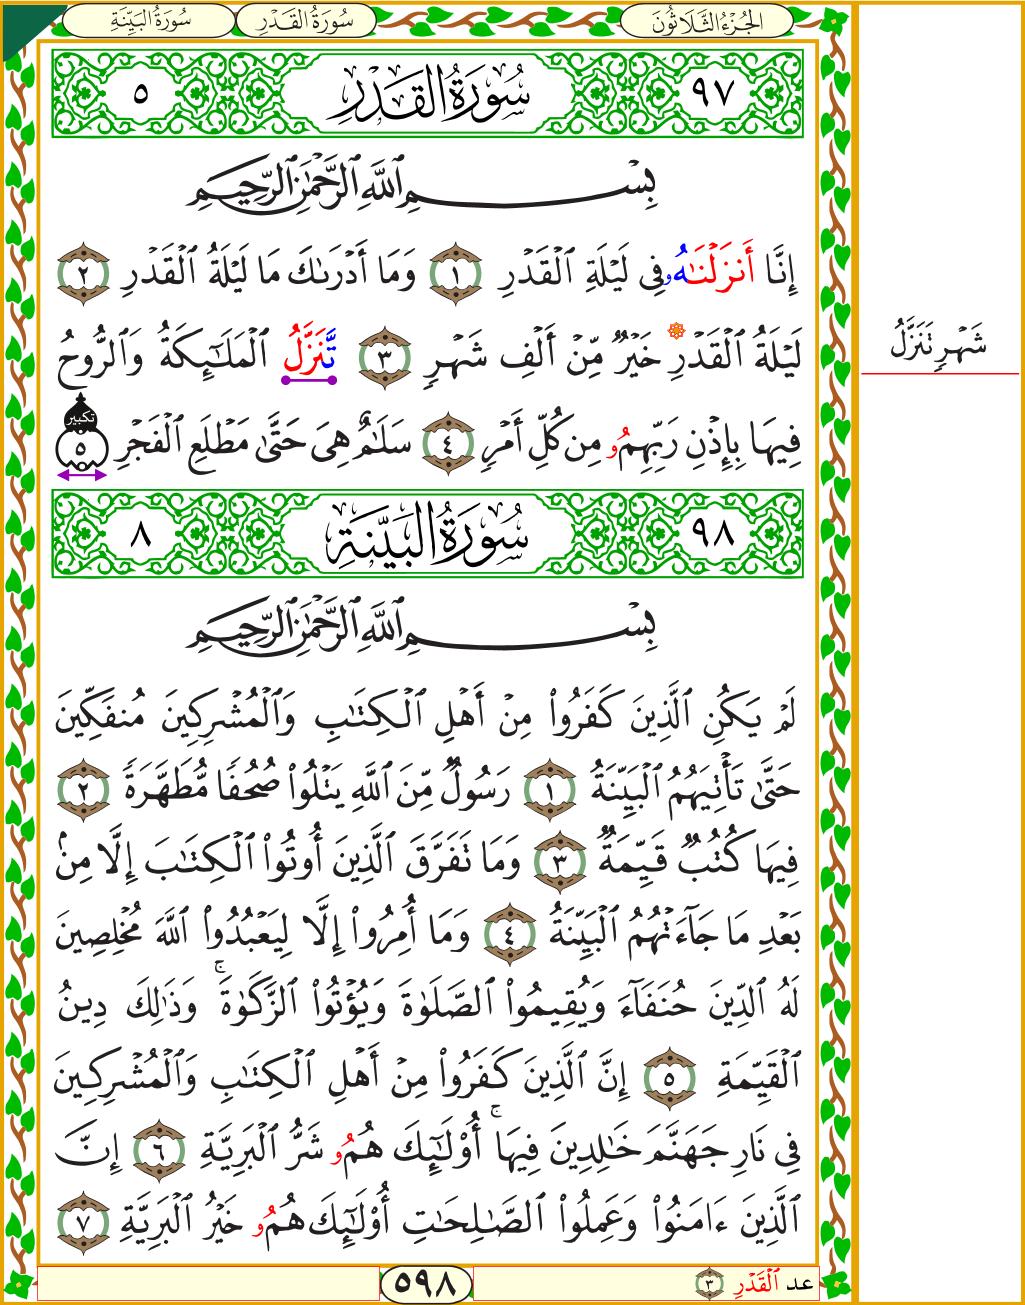 الجُزْءُ الثَّلَاثُونَ
سُورَةُ القَدْرِ
سُورَةُ البَيِّنَةِ
٩٧ سُورَةُ القَدْرِ ٥
بِسْمِ ٱللَّهِ ٱلرَّحْمَٰنِ ٱلرَّحِيمِ
إِنَّا أَنزَلْنَٰهُۥ فِى لَيْلَةِ ٱلْقَدْرِ ١ وَمَا أَدْرَىٰكَ مَا لَيْلَةُ ٱلْقَدْرِ ٢
لَيْلَةُ ٱلْقَدْرِ خَيْرٌ مِّنْ أَلْفِ شَهْرٍ ٣ تَّنَزَّلُ ٱلْمَلَٰٓئِكَةُ وَٱلرُّوحُ
شَهْرٍ تَنَزَّلُ
فِيهَا بِإِذْنِ رَبِّهِمُۥ مِن كُلِّ أَمْرٍ ٤ سَلَٰمٌ هِىَ حَتَّىٰ مَطْلَعِ ٱلْفَجْرِ ٥ تكبير
٩٨ سُورَةُ البَيِّنَةِ ٨
بِسْمِ ٱللَّهِ ٱلرَّحْمَٰنِ ٱلرَّحِيمِ
لَمْ يَكُنِ ٱلَّذِينَ كَفَرُوا۟ مِنْ أَهْلِ ٱلْكِتَٰبِ وَٱلْمُشْرِكِينَ مُنفَكِّينَ
حَتَّىٰ تَأْتِيَهُمُ ٱلْبَيِّنَةُ ١ رَسُولٌ مِّنَ ٱللَّهِ يَتْلُوا۟ صُحُفًا مُّطَهَّرَةً ٢
فِيهَا كُتُبٌ قَيِّمَةٌ ٣ وَمَا تَفَرَّقَ ٱلَّذِينَ أُوتُوا۟ ٱلْكِتَٰبَ إِلَّا مِنۢ
بَعْدِ مَا جَآءَتْهُمُ ٱلْبَيِّنَةُ ٤ وَمَا أُمِرُوا۟ إِلَّا لِيَعْبُدُوا۟ ٱللَّهَ مُخْلِصِينَ
لَهُ ٱلدِّينَ حُنَفَآءَ وَيُقِيمُوا۟ ٱلصَّلَوٰةَ وَيُؤْتُوا۟ ٱلزَّكَوٰةَۚ وَذَٰلِكَ دِينُ
ٱلْقَيِّمَةِ ٥ إِنَّ ٱلَّذِينَ كَفَرُوا۟ مِنْ أَهْلِ ٱلْكِتَٰبِ وَٱلْمُشْرِكِينَ
فِى نَارِ جَهَنَّمَ خَٰلِدِينَ فِيهَاۚ أُوْلَٰٓئِكَ هُمُۥ شَرُّ ٱلْبَرِيَّةِ ٦ إِنَّ
ٱلَّذِينَ ءَامَنُوا۟ وَعَمِلُوا۟ ٱلصَّٰلِحَٰتِ أُوْلَٰٓئِكَ هُمُۥ خَيْرُ ٱلْبَرِيَّةِ ٧
عد ٱلْقَدْرِ ٣
٥٩٨